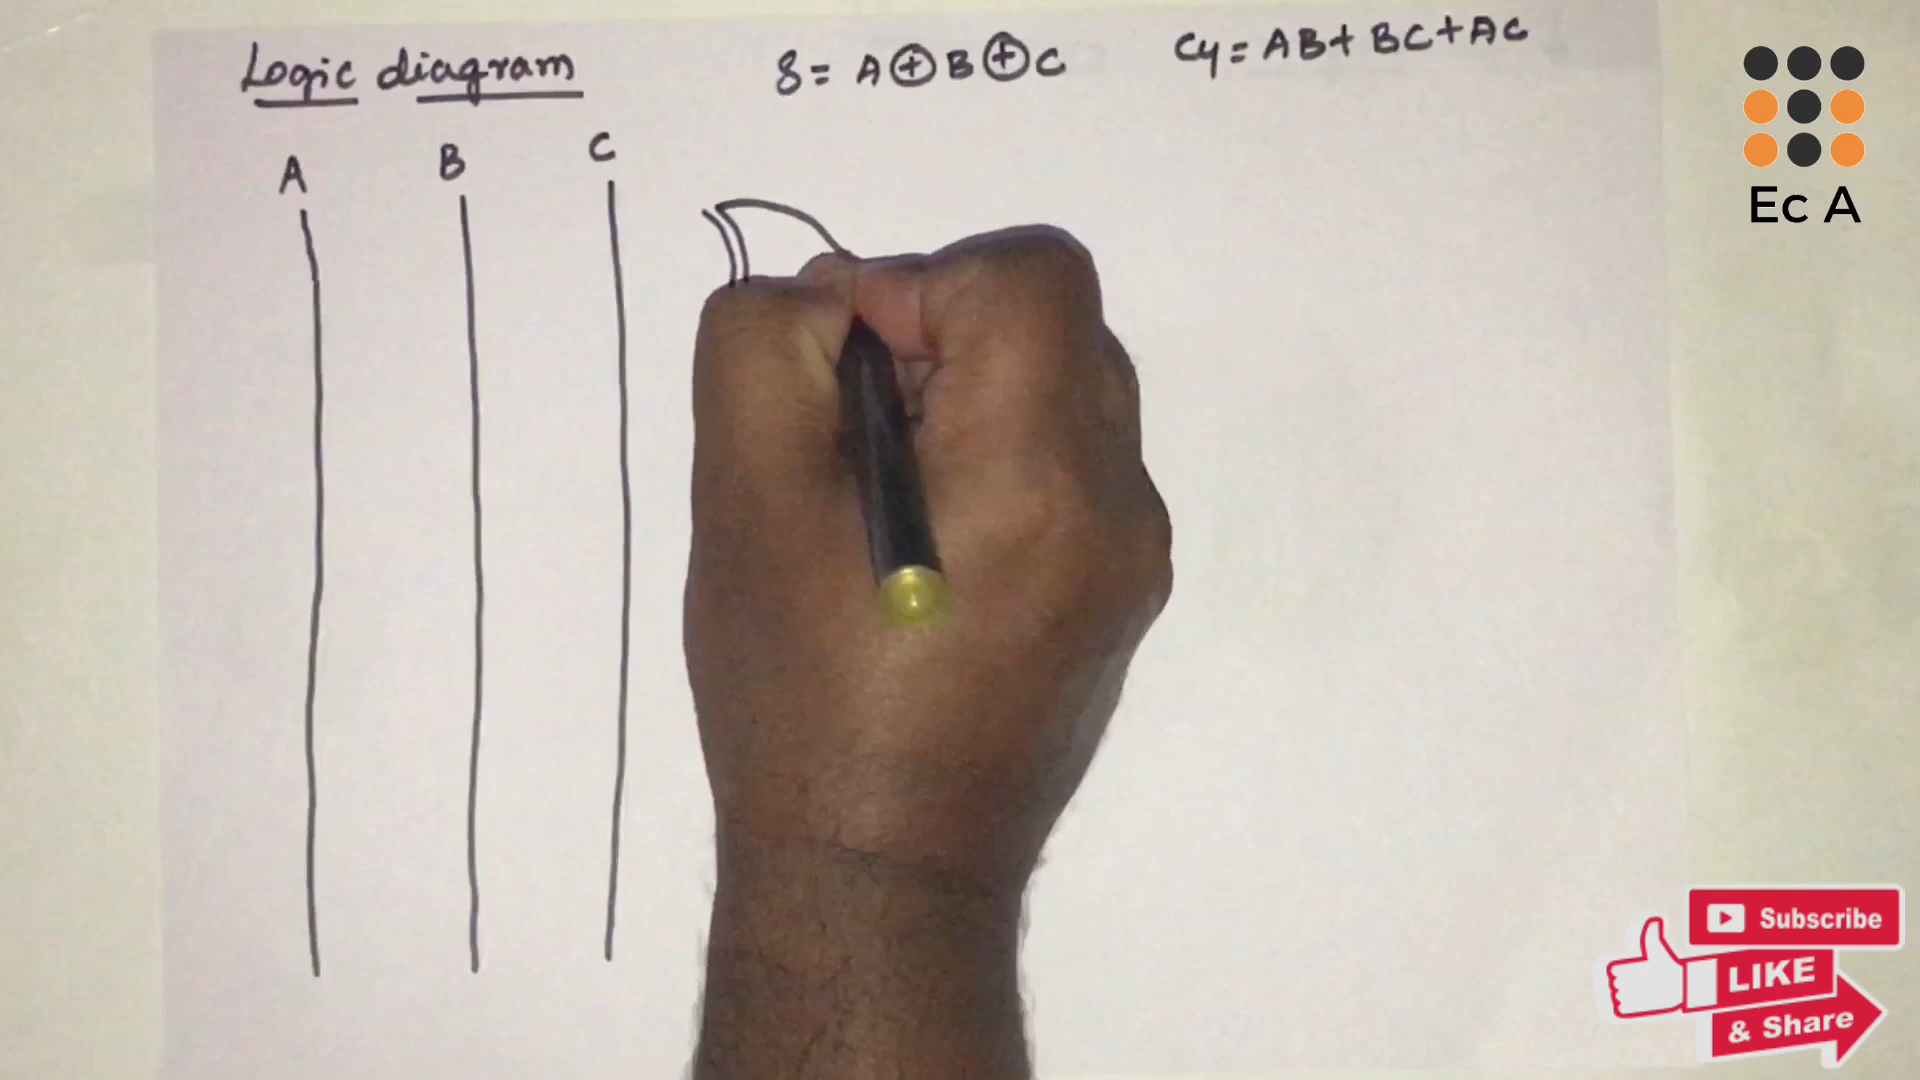 Logic diagram
S = A ⊕ B ⊕ C
Cy = AB + BC + AC
A B C
Ec A
Subscribe
LIKE
& Share